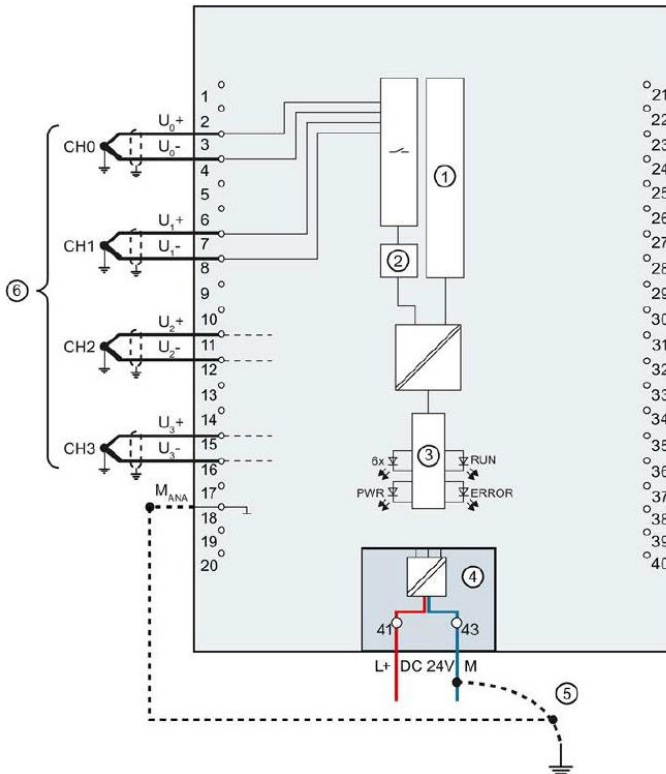 1
2
3
4
5
6
7
8
9
10
11
12
13
14
15
16
17
18
19
20
CH0
U0+
U0-
CH1
U1+
U1-
CH2
U2+
U2-
CH3
U3+
U3-
MANA
⑥
①
②
③
6x
RUN
PWR
ERROR
④
41
43
L+ DC 24V M
⑤
21
22
23
24
25
26
27
28
29
30
31
32
33
34
35
36
37
38
39
40